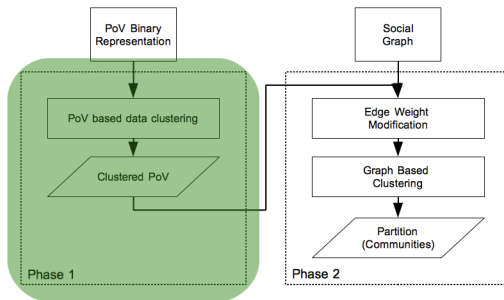 PoV Binary
Representation
PoV based data clustering
Clustered PoV
Phase 1
Social
Graph
Edge Weight
Modification
Graph Based
Clustering
Partition
(Communities)
Phase 2